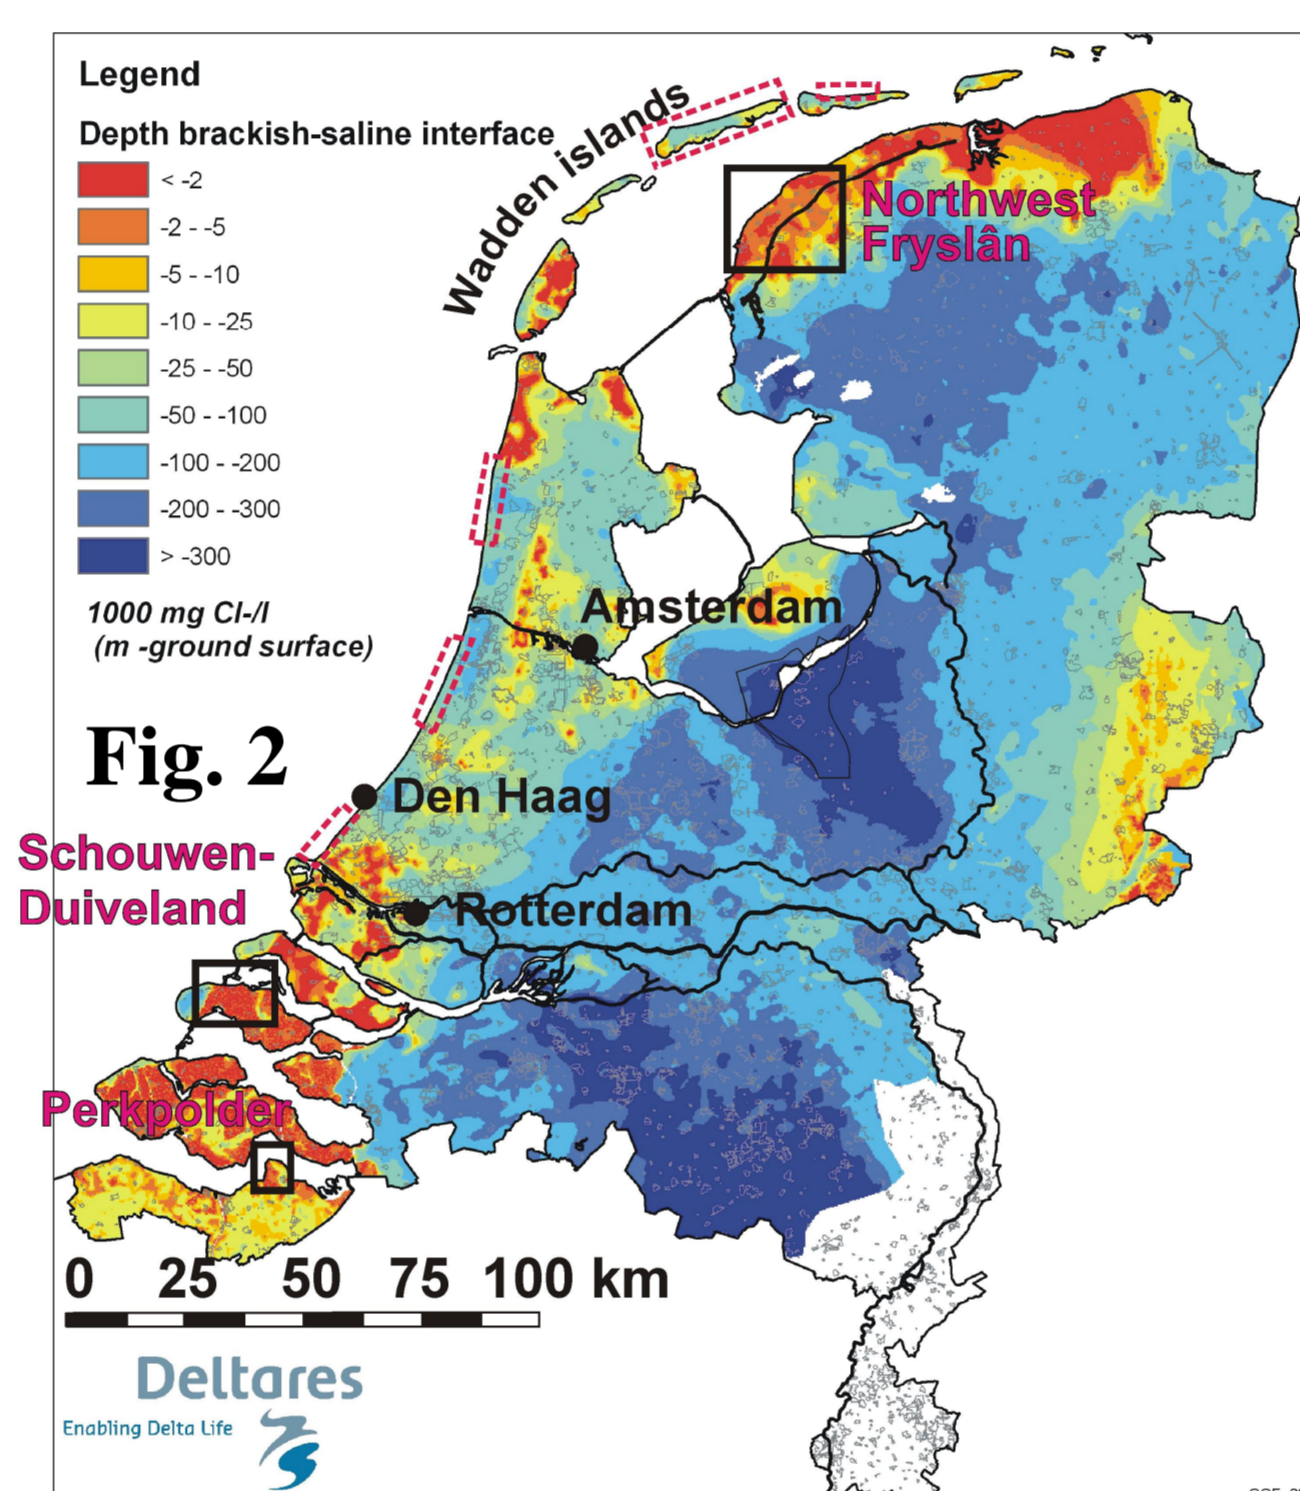 Legend
Depth brackish-saline interface
< -2
-2 - -5
-5 - -10
-10 - -25
-25 - -50
-50 - -100
-100 - -200
-200 - -300
> -300
1000 mg Cl-/l
(m -ground surface)
Wadden islands
Northwest
Fryslân
Amsterdam
Fig. 2
Den Haag
Schouwen-
Duiveland
Rotterdam
Perkpolder
0 25 50 75 100 km
Deltares
Enabling Delta Life